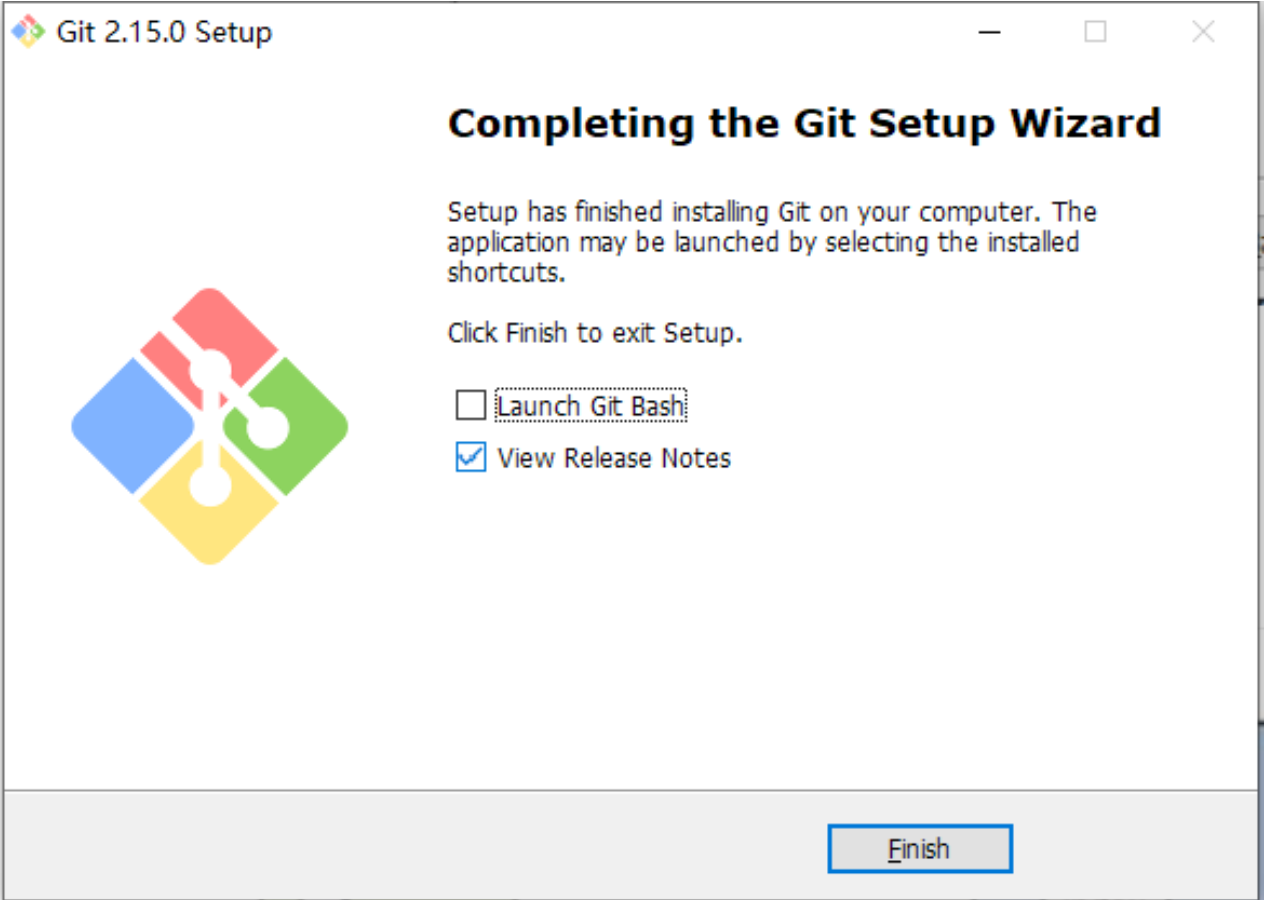 Git 2.15.0 Setup
Completing the Git Setup Wizard
Setup has finished installing Git on your computer. The
application may be launched by selecting the installed
shortcuts.
Click Finish to exit Setup.
Launch Git Bash
View Release Notes
Finish